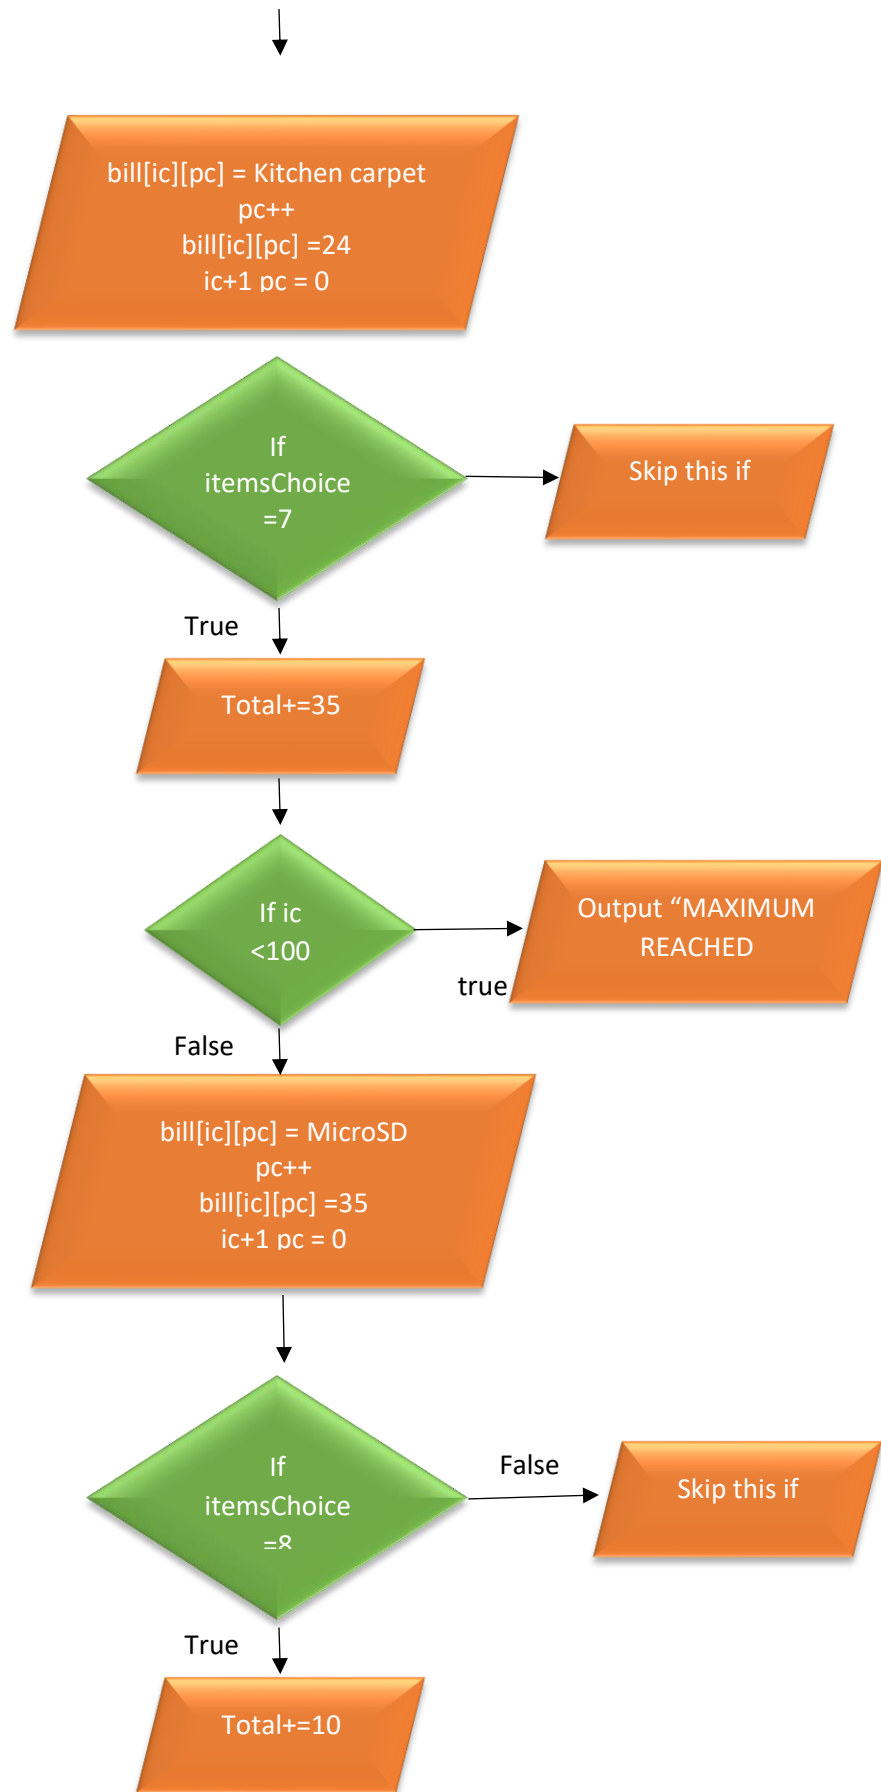 bill[ic][pc] = Kitchen carpet
pc++
bill[ic][pc] =24
ic+1 pc = 0
If
itemsChoice
=7
Skip this if
True
Total+=35
If ic
<100
Output “MAXIMUM
REACHED
true
False
bill[ic][pc] = MicroSD
pc++
bill[ic][pc] =35
ic+1 pc = 0
If
itemsChoice
=8
False
Skip this if
True
Total+=10